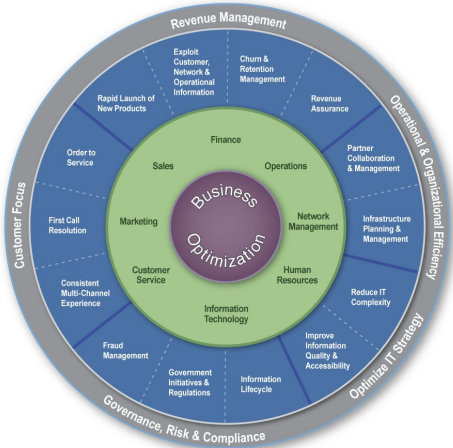 Revenue Management
Exploit
Customer,
Network &
Operational
Information
Churn &
Retention
Management
Rapid Launch of
New Products
Revenue
Assurance
Operational & Organizational Efficiency
Partner
Collaboration
& Management
Infrastructure
Planning &
Management
Optimize IT Strategy
Reduce IT
Complexity
Improve
Information
Quality &
Accessibility
Governance, Risk & Compliance
Information
Lifecycle
Government
Initiatives &
Regulations
Fraud
Management
Customer Focus
Consistent
Multi-Channel
Experience
First Call
Resolution
Order to
Service
Finance
Operations
Network
Management
Human
Resources
Information
Technology
Customer
Service
Marketing
Sales
Business
Optimization